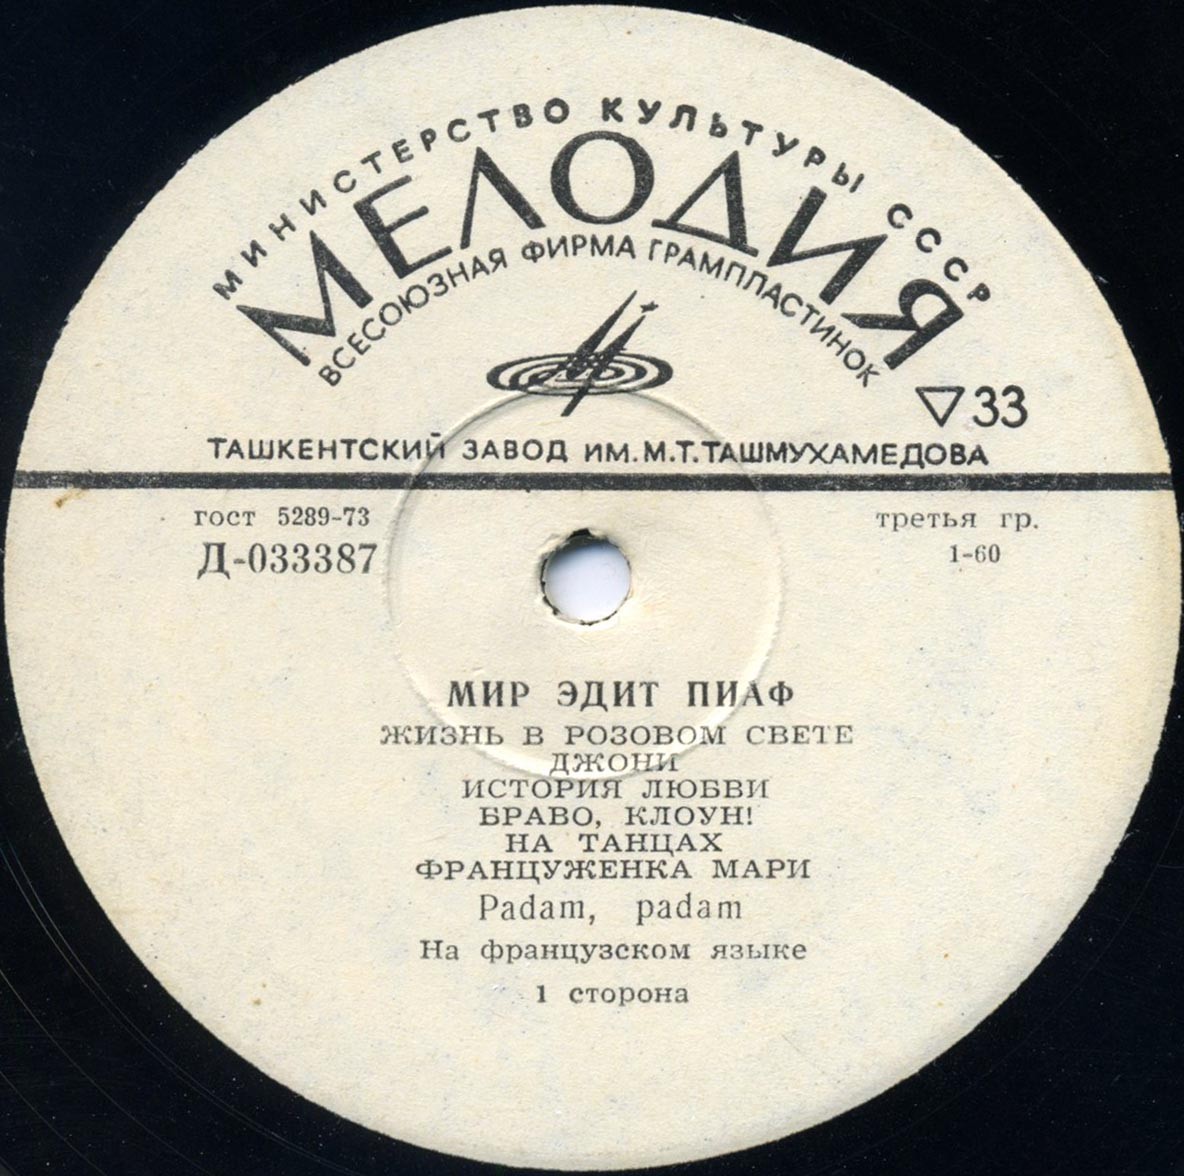 МИНИСТЕРСТВО КУЛЬТУРЫ СССР
МЕЛОДИЯ
ВСЕСОЮЗНАЯ ФИРМА ГРАМПЛАСТИНОК
33
ТАШКЕНТСКИЙ ЗАВОД ИМ.М.Т.ТАШМУХАМЕДОВА
гост 5289-73
третья гр.
Д-033387
1-60
МИР ЭДИТ ПИАФ
ЖИЗНЬ В РОЗОВОМ СВЕТЕ
ДЖОНИ
ИСТОРИЯ ЛЮБВИ
БРАВО, КЛОУН!
НА ТАНЦАХ
ФРАНЦУЖЕНКА МАРИ
Padam, padam
На французском языке
1 сторона